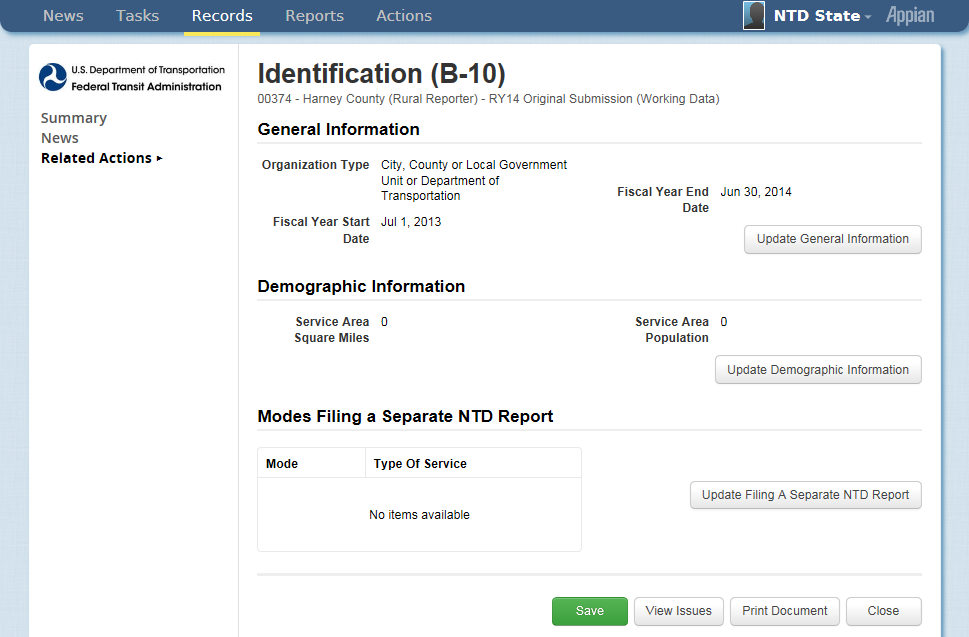 News Tasks Records Reports Actions NTD State Appian
U.S. Department of Transportation
Federal Transit Administration
Summary
News
Related Actions
Identification (B-10)
00374 - Harney County (Rural Reporter) - RY14 Original Submission (Working Data)
General Information
Organization Type City, County or Local Government
Unit or Department of
Transportation
Fiscal Year Start Jul 1, 2013
Date
Fiscal Year End Jun 30, 2014
Date
Update General Information
Demographic Information
Service Area 0
Square Miles
Service Area 0
Population
Update Demographic Information
Modes Filing a Separate NTD Report
Mode Type Of Service
No items available
Update Filing A Separate NTD Report
Save View Issues Print Document Close